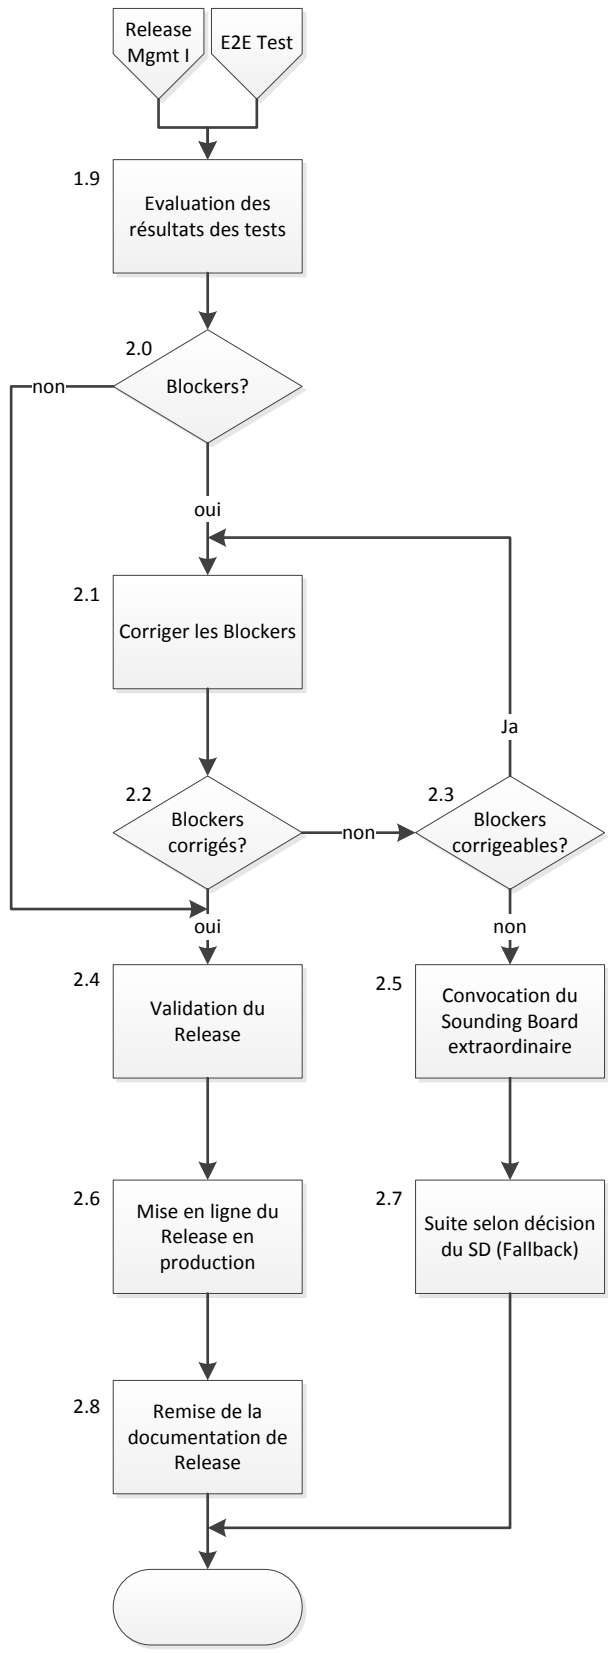 Release
Mgmt I
E2E Test
1.9
Evaluation des
résultats des tests
2.0
Blockers?
non
oui
2.1
Corriger les Blockers
Ja
2.2
Blockers
corrigés?
non
2.3
Blockers
corrigeables?
oui
non
2.4
Validation du
Release
2.5
Convocation du
Sounding Board
extraordinaire
2.6
Mise en ligne du
Release en
production
2.7
Suite selon décision
du SD (Fallback)
2.8
Remise de la
documentation de
Release